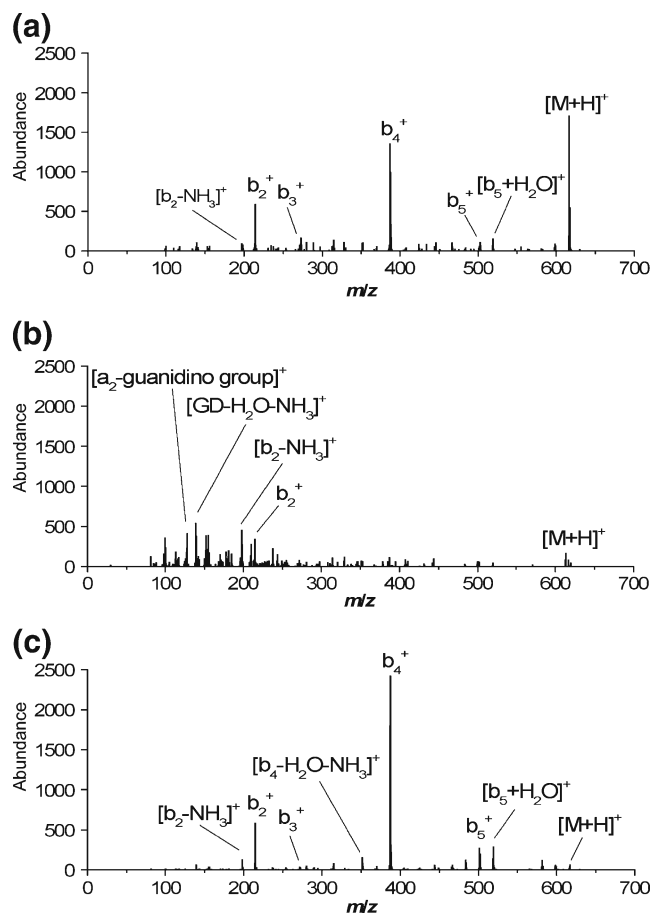 (a)
2500
2000
1500
1000
500
0
Abundance
[b2-NH3]+
b2+
b3+
b4+
b5+
[b5+H2O]+
[M+H]+
0 100 200 300 400 500 600 700
m/z
(b)
2500
2000
1500
1000
500
0
Abundance
[a2-guanidino group]+
[GD-H2O-NH3]+
[b2-NH3]+
b2+
[M+H]+
0 100 200 300 400 500 600 700
m/z
(c)
2500
2000
1500
1000
500
0
Abundance
b4+
[b4-H2O-NH3]+
[b2-NH3]+
b2+
b3+
b5+
[b5+H2O]+
[M+H]+
0 100 200 300 400 500 600 700
m/z